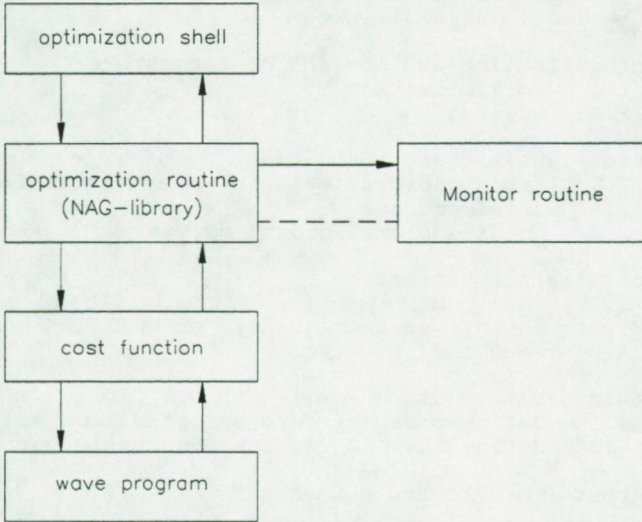 optimization shell
optimization routine
(NAG-library)
Monitor routine
cost function
wave program